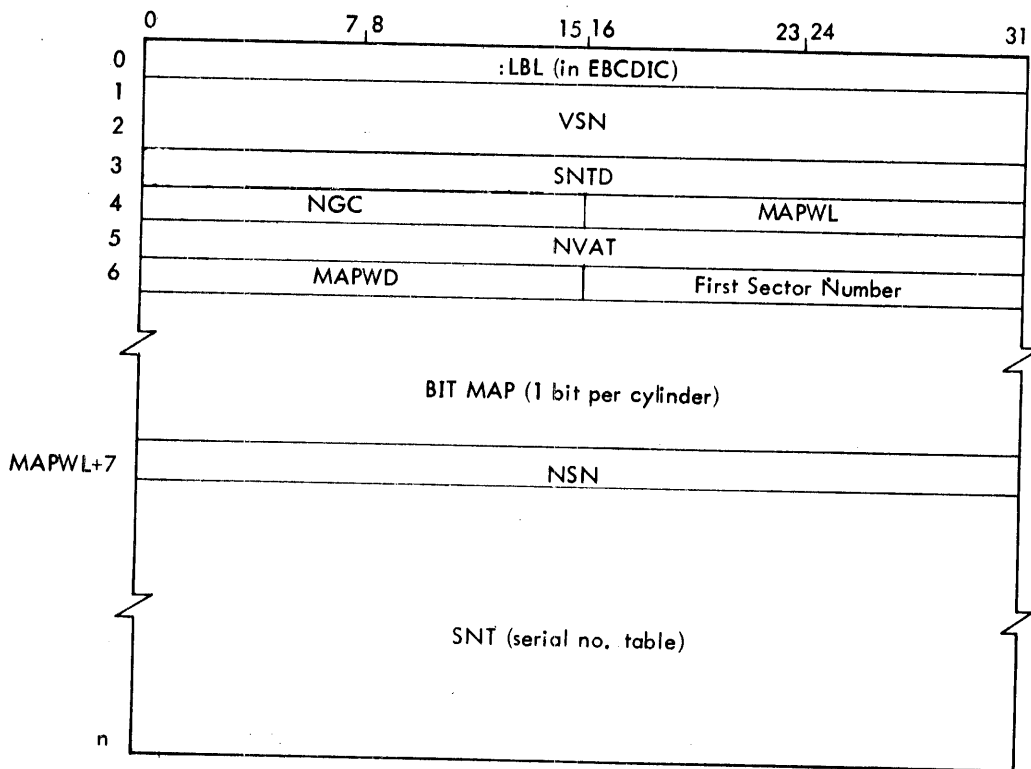 0 7 8 15 16 23 24 31
0 :LBL (in EBCDIC)
1
2 VSN
3 SNTD
4 NGC MAPWL
5 NVAT
6 MAPWD First Sector Number
BIT MAP (1 bit per cylinder)
MAPWL+7 NSN
SNT (serial no. table)
n